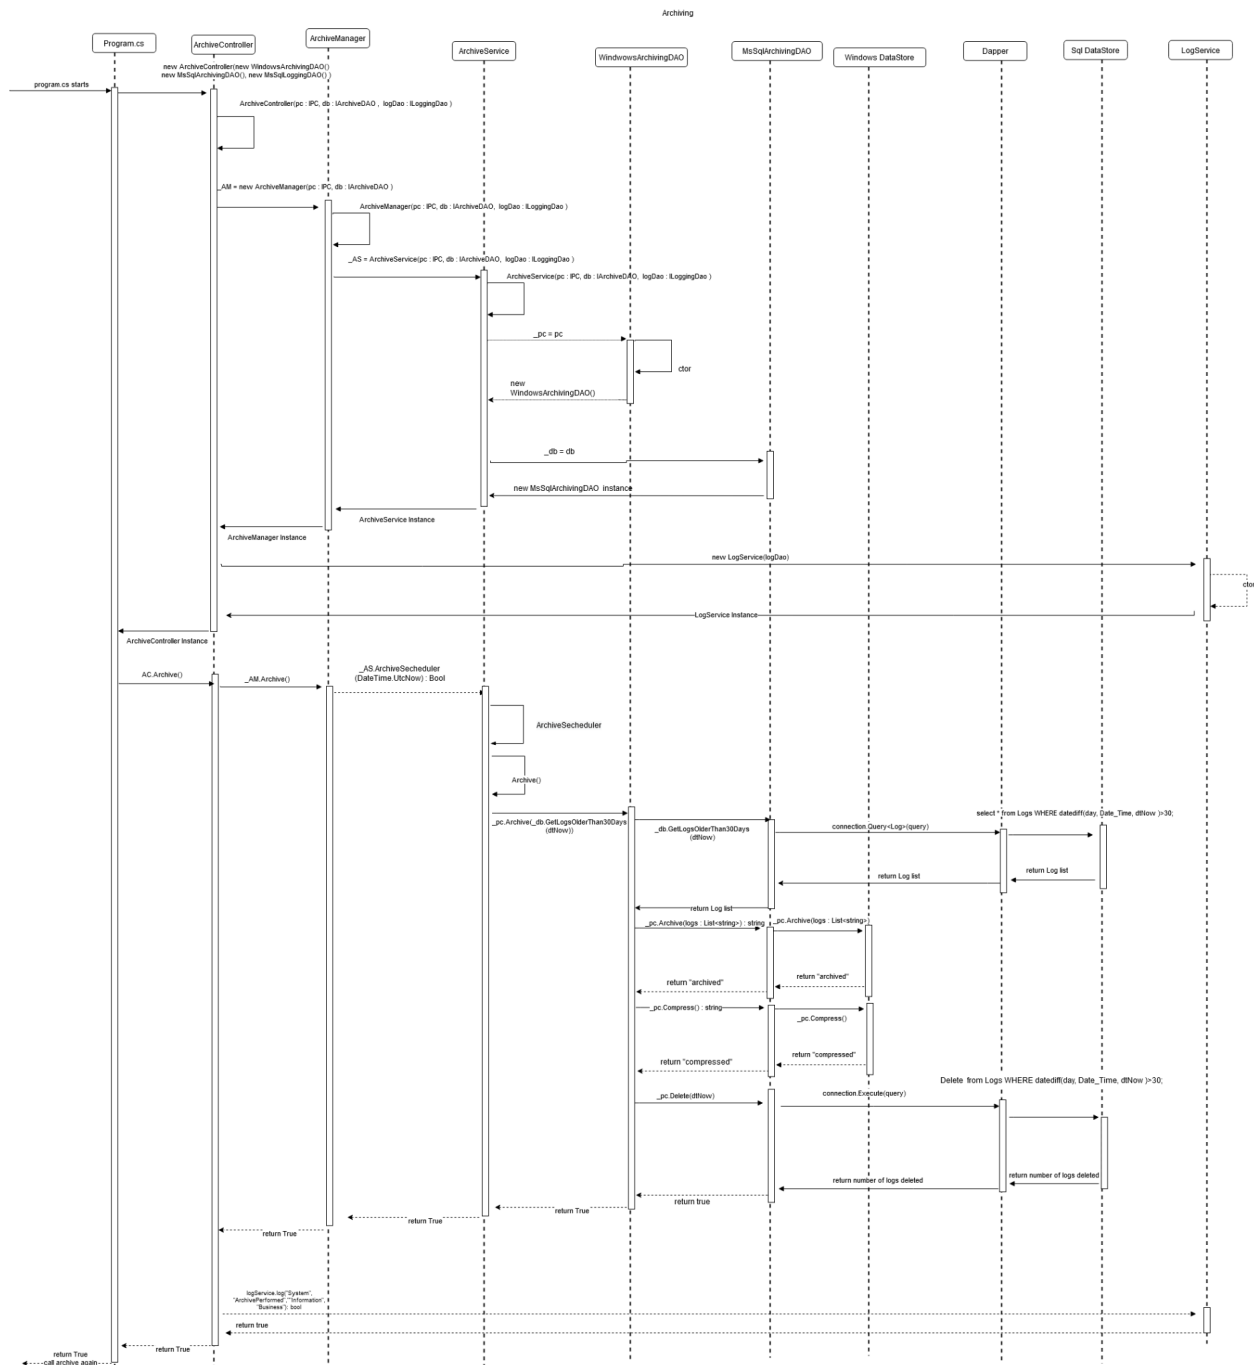 Archiving
Program.cs
ArchiveController
ArchiveManager
ArchiveService
WindwowsArchivingDAO
MsSqlArchivingDAO
Windows DataStore
Dapper
Sql DataStore
LogService
new ArchiveController(new WindowsArchivingDAO()
new MsSqlArchivingDAO(), new MsSqlLoggingDAO() )
program.cs starts
ArchiveController(pc : IPC, db : IArchiveDAO , logDao : ILoggingDao )
_AM = new ArchiveManager(pc : IPC, db : IArchiveDAO )
ArchiveManager(pc : IPC, db : IArchiveDAO, logDao : ILoggingDao )
_AS = ArchiveService(pc : IPC, db : IArchiveDAO, logDao : ILoggingDao )
ArchiveService(pc : IPC, db : IArchiveDAO, logDao : ILoggingDao )
_pc = pc
ctor
new
WindowsArchivingDAO()
_db = db
new MsSqlArchivingDAO instance
ArchiveService Instance
ArchiveManager Instance
new LogService(logDao)
ctor
LogService Instance
ArchiveController Instance
AC.Archive()
_AM.Archive()
_AS.ArchiveSecheduler
(DateTime.UtcNow) : Bool
ArchiveSecheduler
Archive()
_pc.Archive(_db.GetLogsOlderThan30Days
(dtNow))
_db.GetLogsOlderThan30Days
(dtNow)
connection.Query<Log>(query)
select * from Logs WHERE datediff(day, Date_Time, dtNow )>30;
return Log list
return Log list
return Log list
_pc.Archive(logs : List<string>) : string
_pc.Archive(logs : List<string>)
return "archived"
return "archived"
_pc.Compress() : string
_pc.Compress()
return "compressed"
return "compressed"
Delete from Logs WHERE datediff(day, Date_Time, dtNow )>30;
_pc.Delete(dtNow)
connection.Execute(query)
return number of logs deleted
return number of logs deleted
return true
return True
return True
return True
logService.log("System",
"ArchivePerformed","Information",
"Business"): bool
return true
return True
return True
call archive again